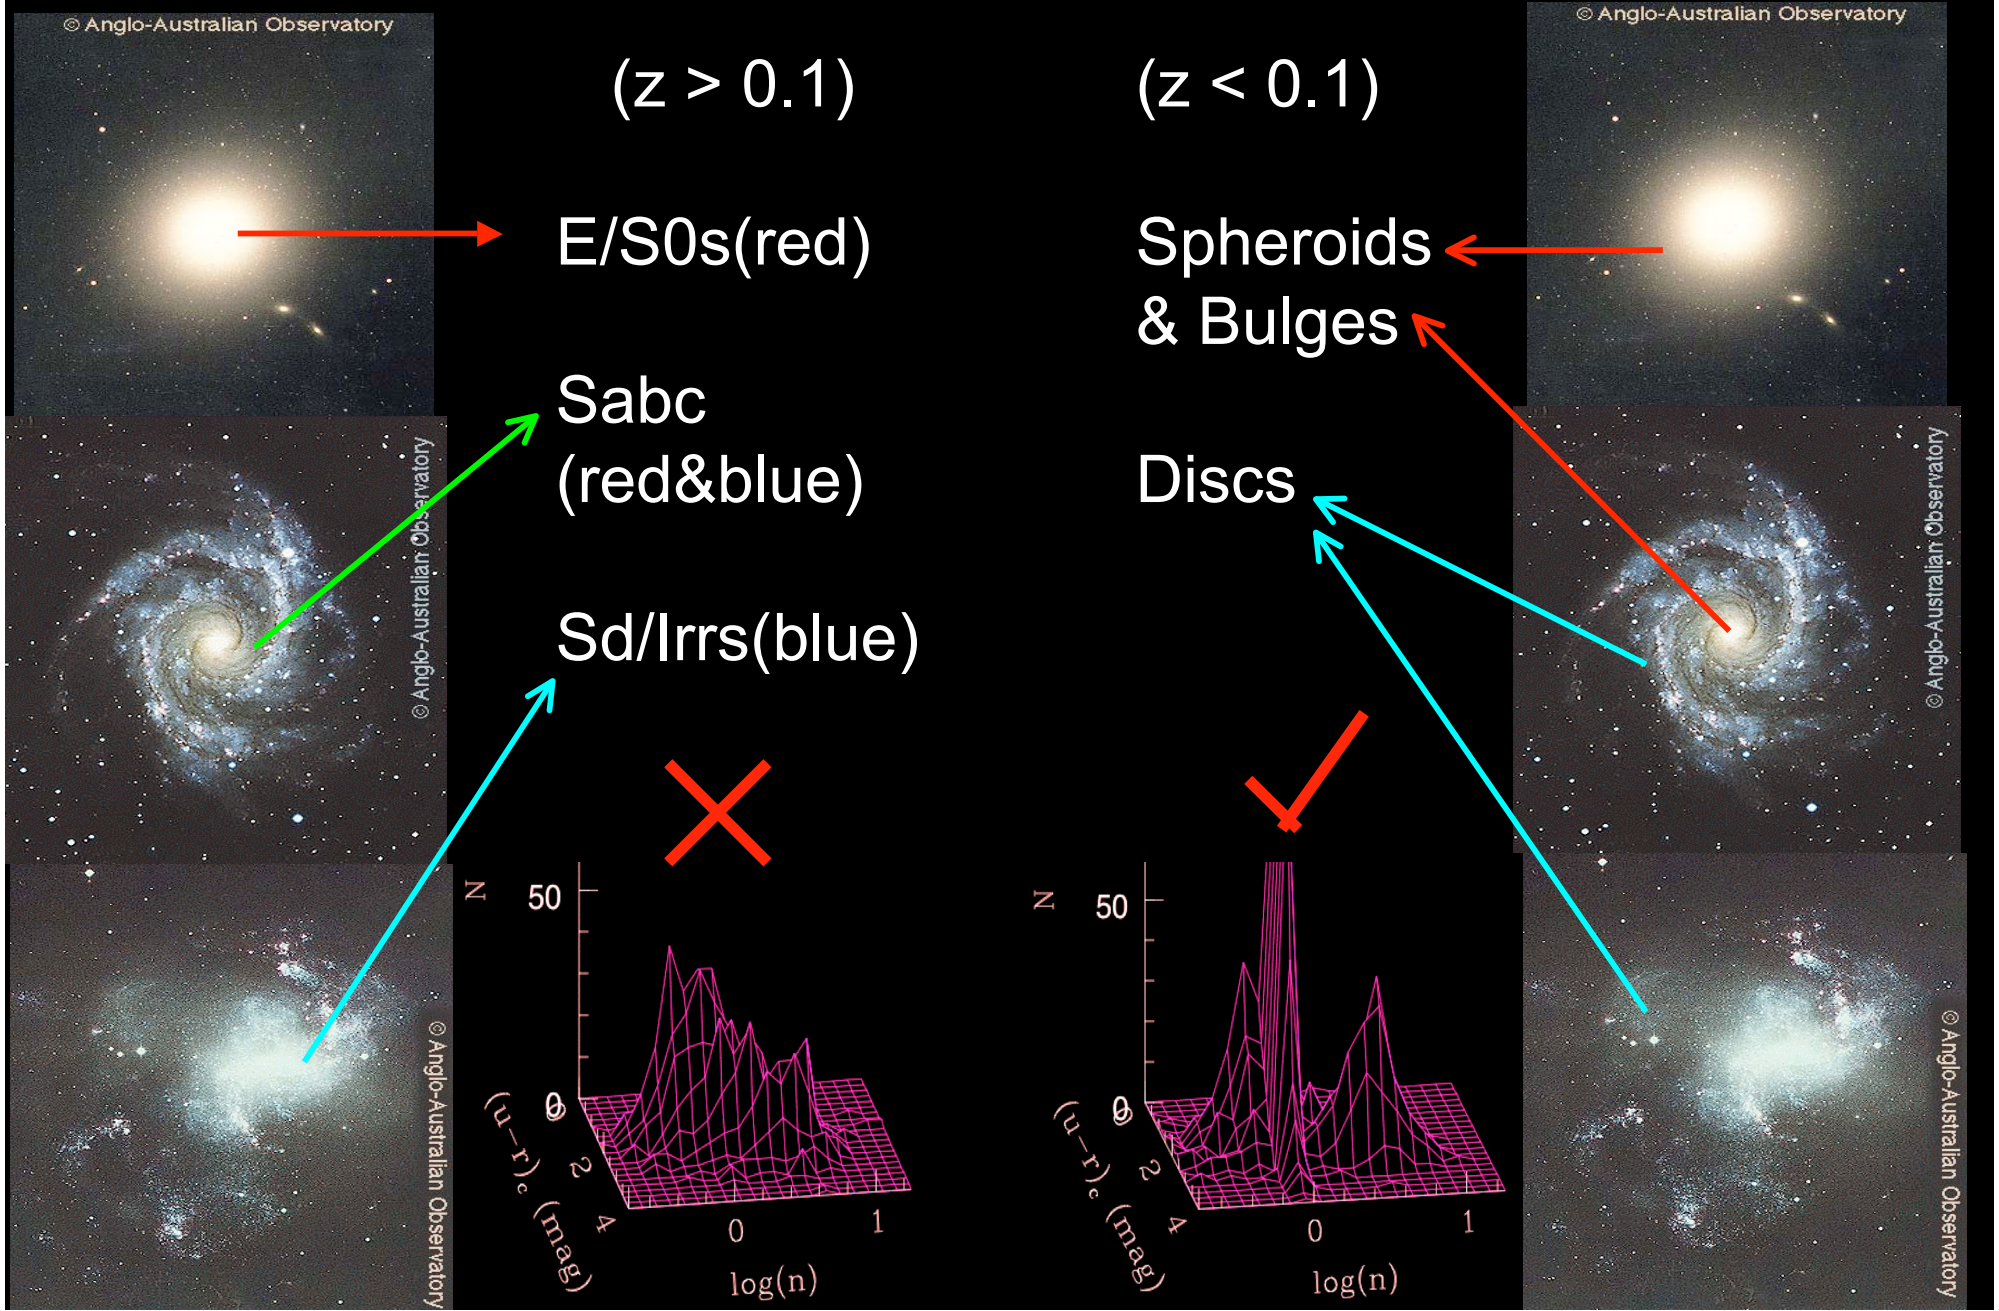 © Anglo-Australian Observatory
© Anglo-Australian Observatory
(z > 0.1)
(z < 0.1)
E/S0s(red)
Spheroids
& Bulges
Sabc
(red&blue)
Discs
Sd/Irrs(blue)
© Anglo-Australian Observatory
© Anglo-Australian Observatory
© Anglo-Australian Observatory
© Anglo-Australian Observatory
N
50
0
0
2
4
(u−r)c (mag)
0
1
log(n)
N
50
0
0
2
4
(u−r)c (mag)
0
1
log(n)